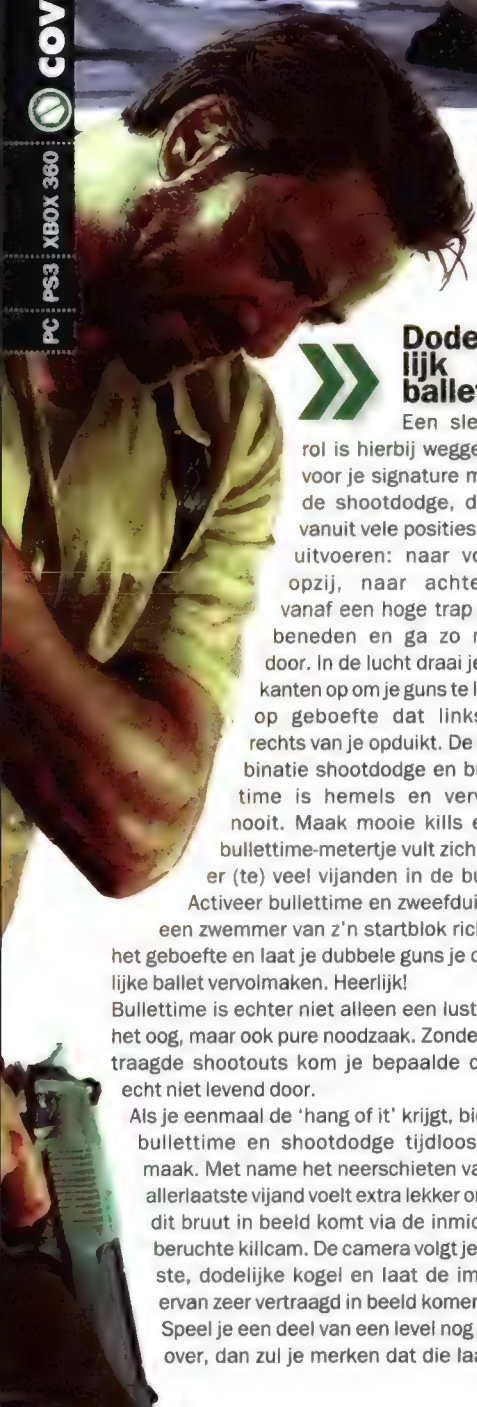 COV
PC PS3 XBOX 360
Dode
lijk
ballet
Een sle
rol is hierbij wegge
voor je signature m
de shootdodge, d
vanuit vele posities
uitvoeren: naar vo
opzij, naar achte
vanaf een hoge trap
beneden en ga zo
door. In de lucht draai je
kanten op om je guns te l
op geboefte dat links
rechts van je opduikt. De
binatie shootdodge en bu
time is hemels en verv
nooit. Maak mooie kills e
bullettime-metertje vult zich
er (te) veel vijanden in de bu
Activeer bullettime en zweefdui
een zwemmer van z'n startblok rich
het geboefte en laat je dubbele guns je d
lijke ballet vervolmaken. Heerlijk!
Bullettime is echter niet alleen een lust
het oog, maar ook pure noodzaak. Zonde
traagde shootouts kom je bepaalde d
echt niet levend door.
Als je eenmaal de 'hang of it' krijgt, bie
bullettime en shootdodge tijdloos
maak. Met name het neerschieten va
allerlaatste vijand voelt extra lekker on
dit bruut in beeld komt via de inmid
beruchte killcam. De camera volgt je
ste, dodelijke kogel en laat de im
ervan zeer vertraagd in beeld komen
Speel je een deel van een level nog
over, dan zul je merken dat die laa